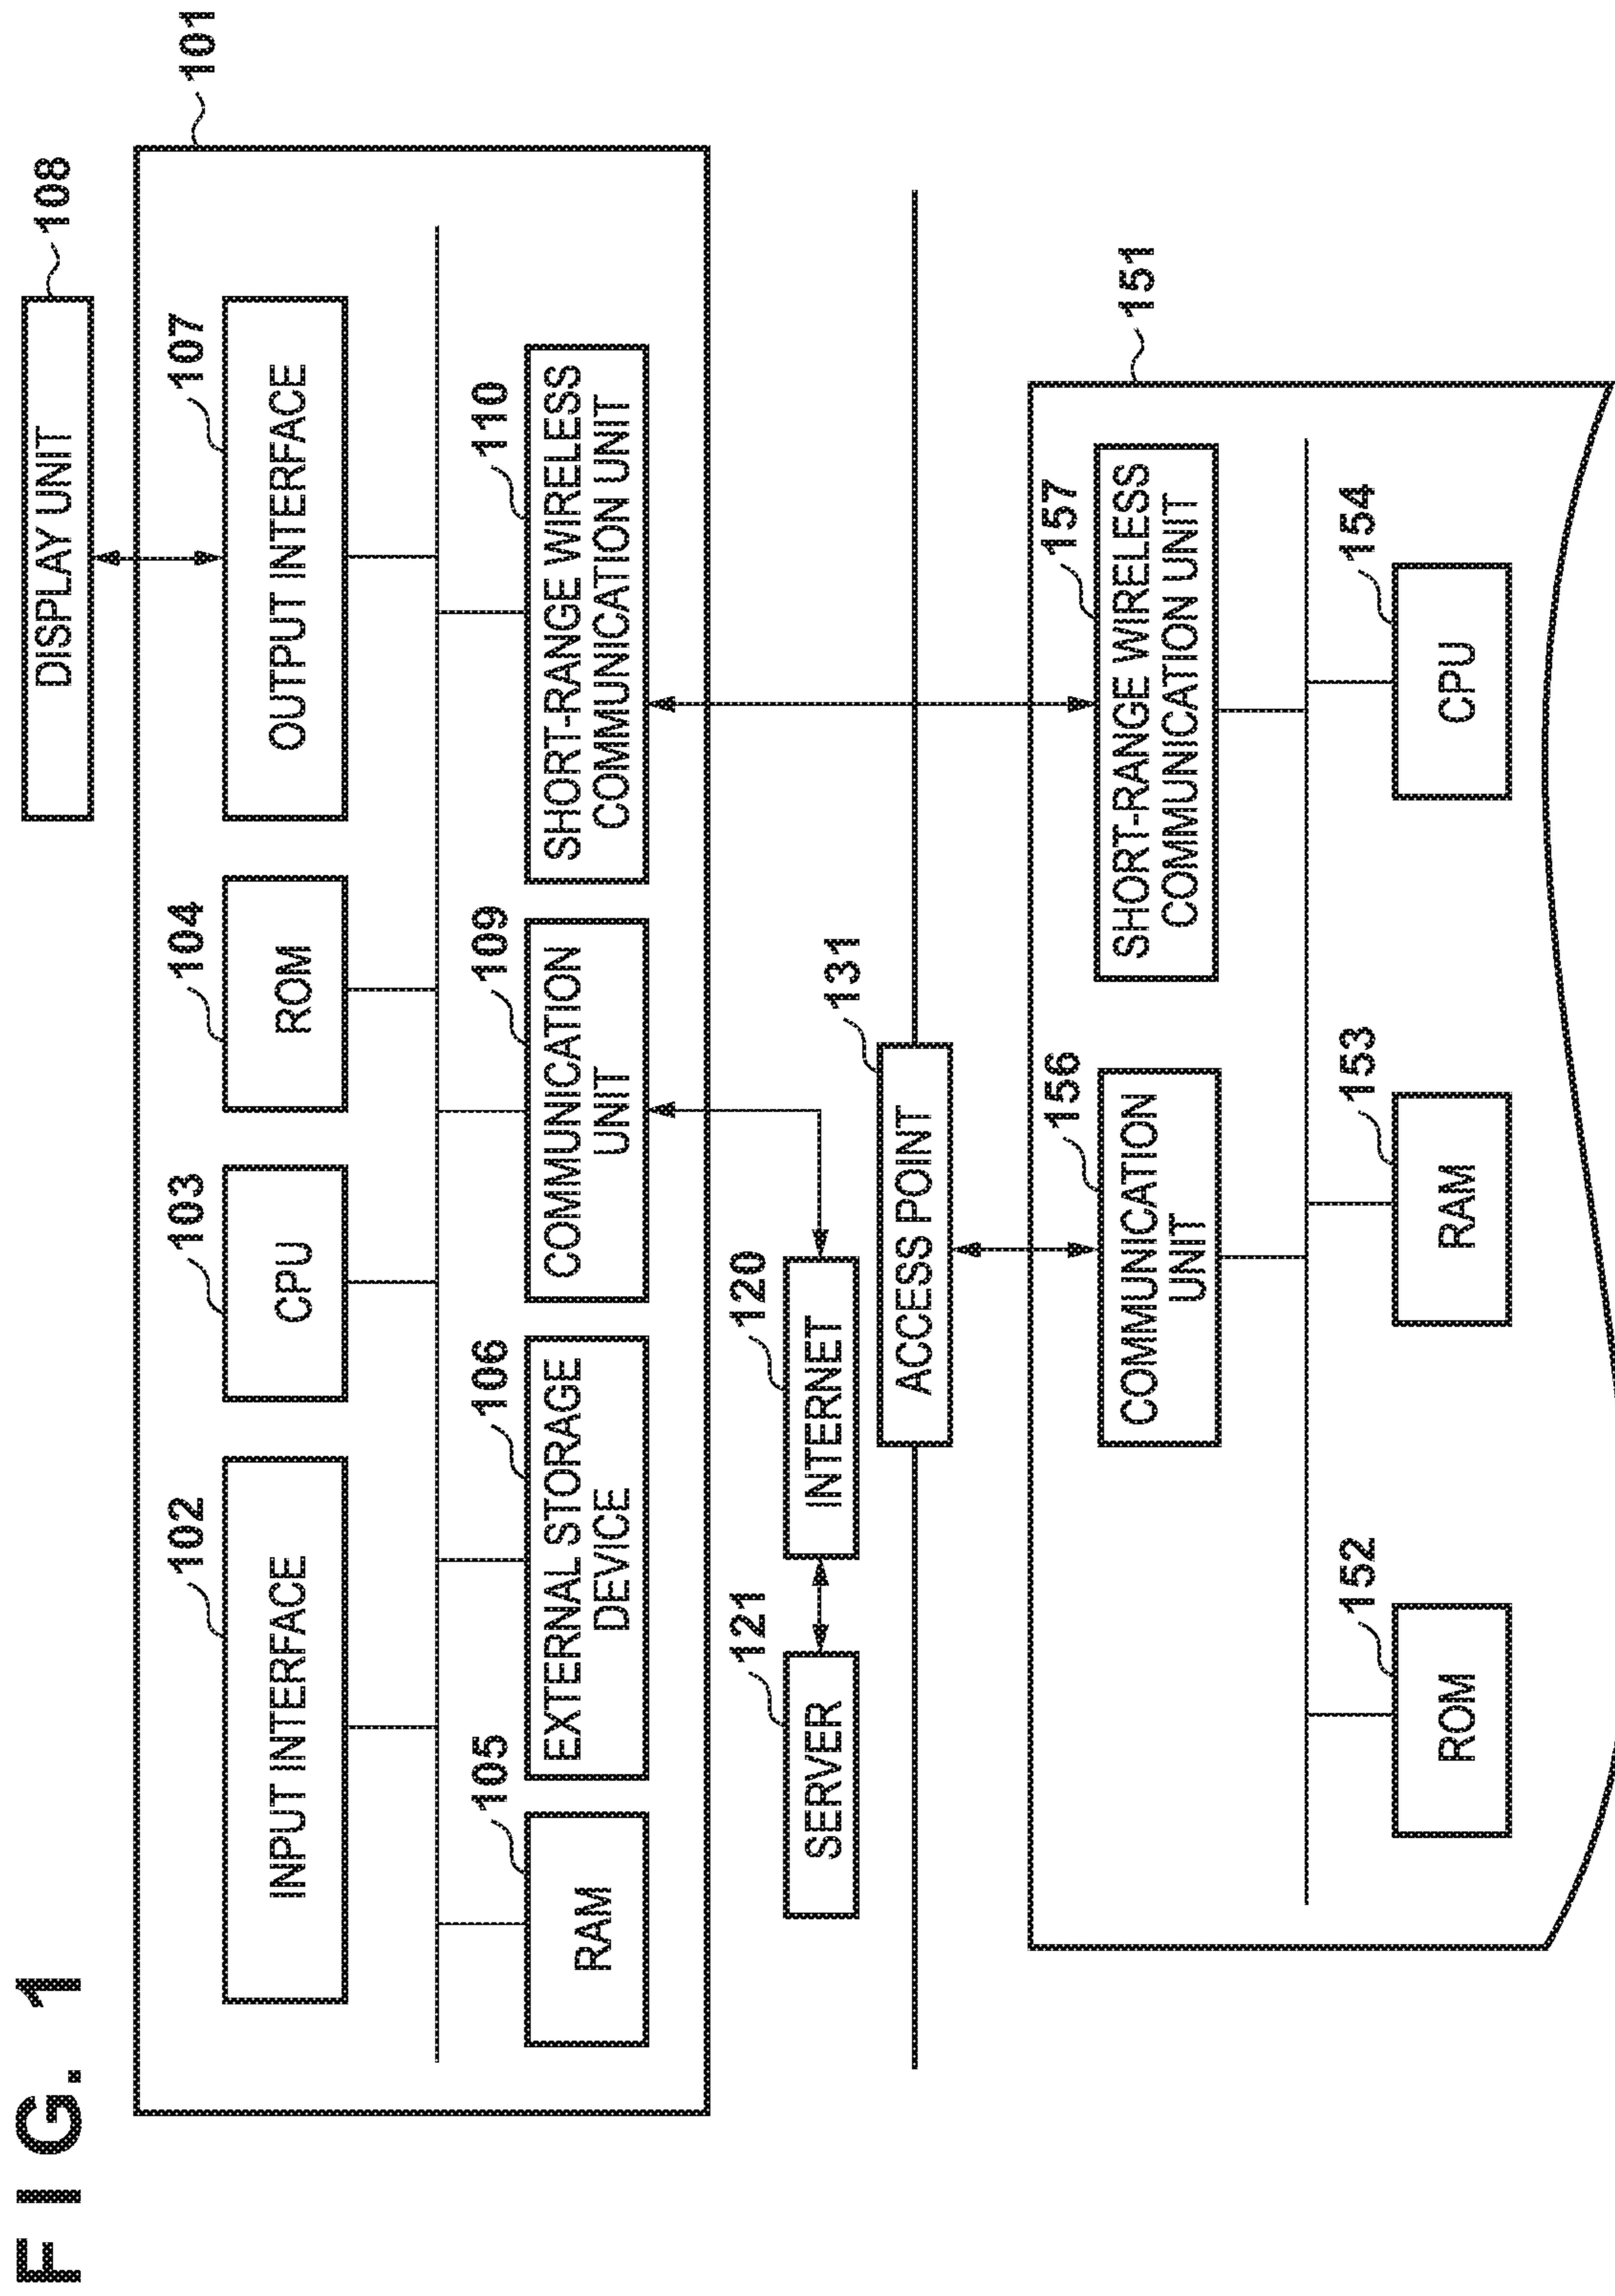 FIG. 1
DISPLAY UNIT
108
101
102
INPUT INTERFACE
103
CPU
104
ROM
107
OUTPUT INTERFACE
105
RAM
106
EXTERNAL STORAGE
DEVICE
109
COMMUNICATION
UNIT
110
SHORT-RANGE WIRELESS
COMMUNICATION UNIT
121
SERVER
120
INTERNET
131
ACCESS POINT
151
156
COMMUNICATION
UNIT
157
SHORT-RANGE WIRELESS
COMMUNICATION UNIT
152
ROM
153
RAM
154
CPU